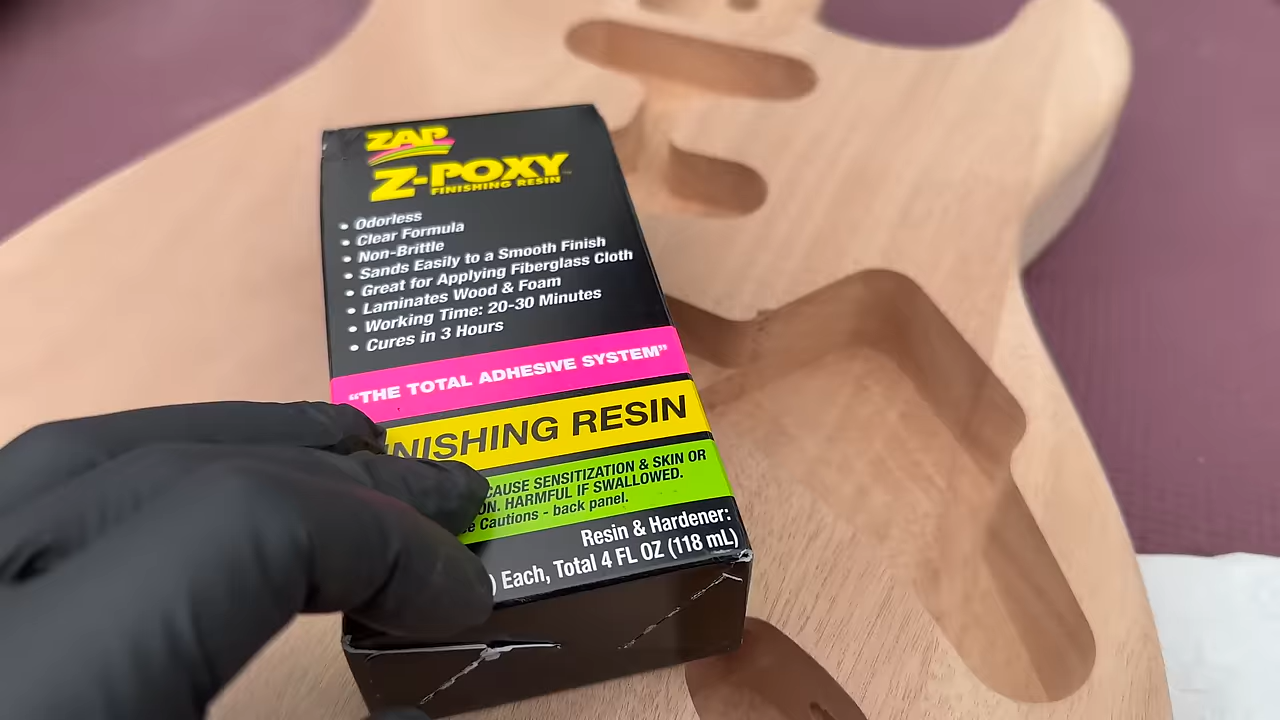 ZAP
Z-POXY
FINISHING RESIN
• Odorless
• Clear Formula
• Non-Brittle
• Sands Easily to a Smooth Finish
• Great for Applying Fiberglass Cloth
• Laminates Wood & Foam
• Working Time: 20-30 Minutes
• Cures in 3 Hours
“THE TOTAL ADHESIVE SYSTEM”
RESIN
CAUSE SENSITIZATION & SKIN OR
HARMFUL IF SWALLOWED.
Cautions - back panel.
Resin & Hardener:
) Each, Total 4 FL OZ (118 mL)